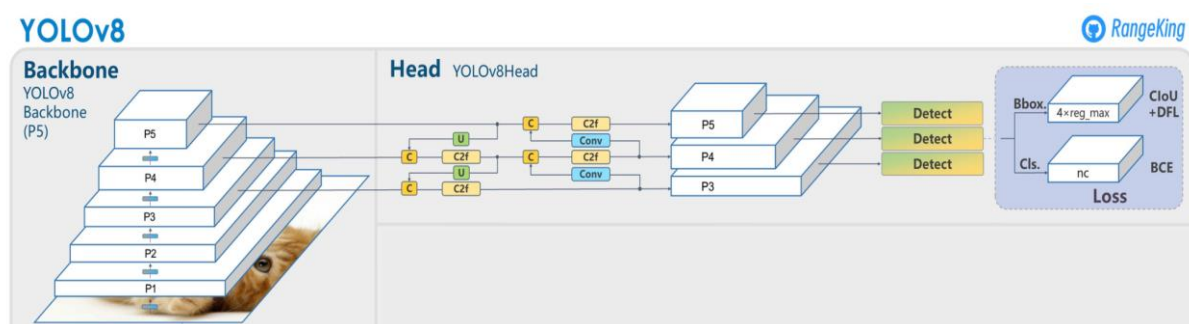 YOLOv8
RangeKing
Backbone
YOLOv8
Backbone
(P5)
P5
P4
P3
P2
P1
Head YOLOv8Head
C C2f
U Conv
C C2f C C2f
U Conv
C C2f
P5
P4
P3
Detect
Detect
Detect
Bbox. 4×reg_max CIoU
+DFL
Cls. nc BCE
Loss